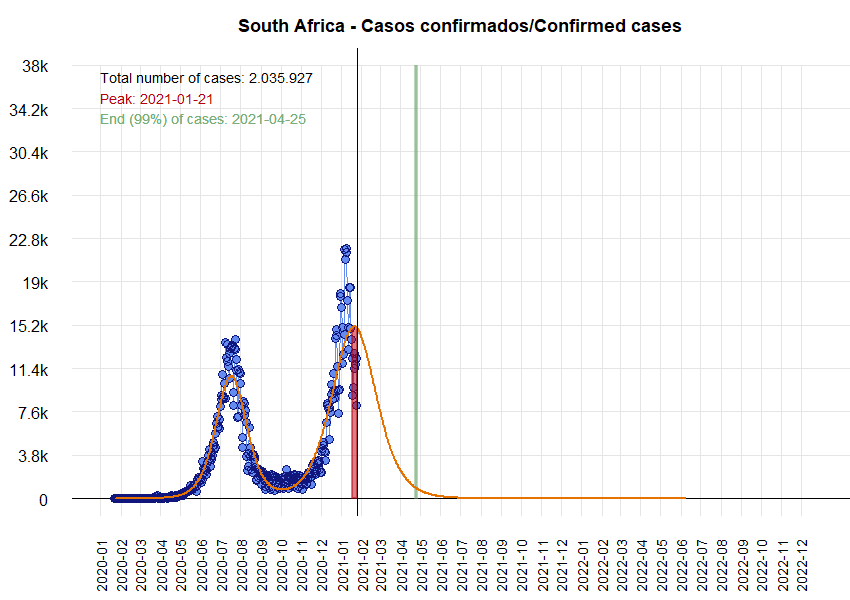 South Africa - Casos confirmados/Confirmed cases
Total number of cases: 2.035.927
Peak: 2021-01-21
End (99%) of cases: 2021-04-25
38k
34.2k
30.4k
26.6k
22.8k
19k
15.2k
11.4k
7.6k
3.8k
0
2020-01
2020-02
2020-03
2020-04
2020-05
2020-06
2020-07
2020-08
2020-09
2020-10
2020-11
2020-12
2021-01
2021-02
2021-03
2021-04
2021-05
2021-06
2021-07
2021-08
2021-09
2021-10
2021-11
2021-12
2022-01
2022-02
2022-03
2022-04
2022-05
2022-06
2022-07
2022-08
2022-09
2022-10
2022-11
2022-12